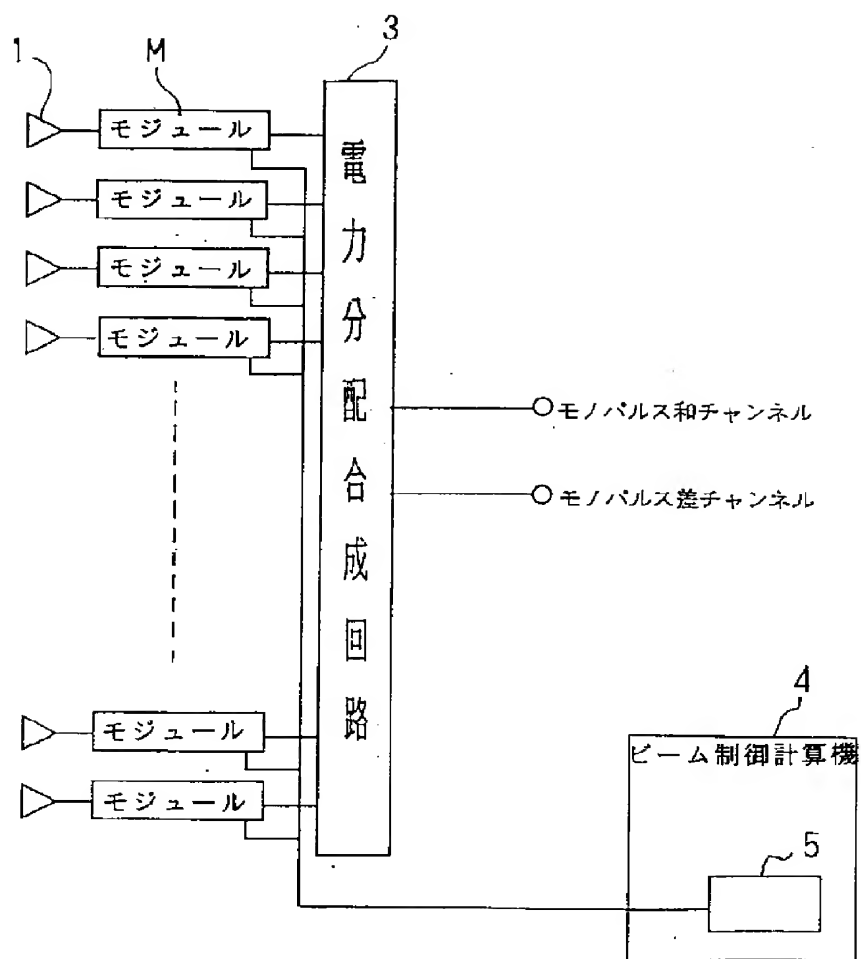 1
M
3
モジュール
モジュール
モジュール
モジュール
電力分配合成回路
モノパルス和チャンネル
モノパルス差チャンネル
モジュール
モジュール
4
ビーム制御計算機
5